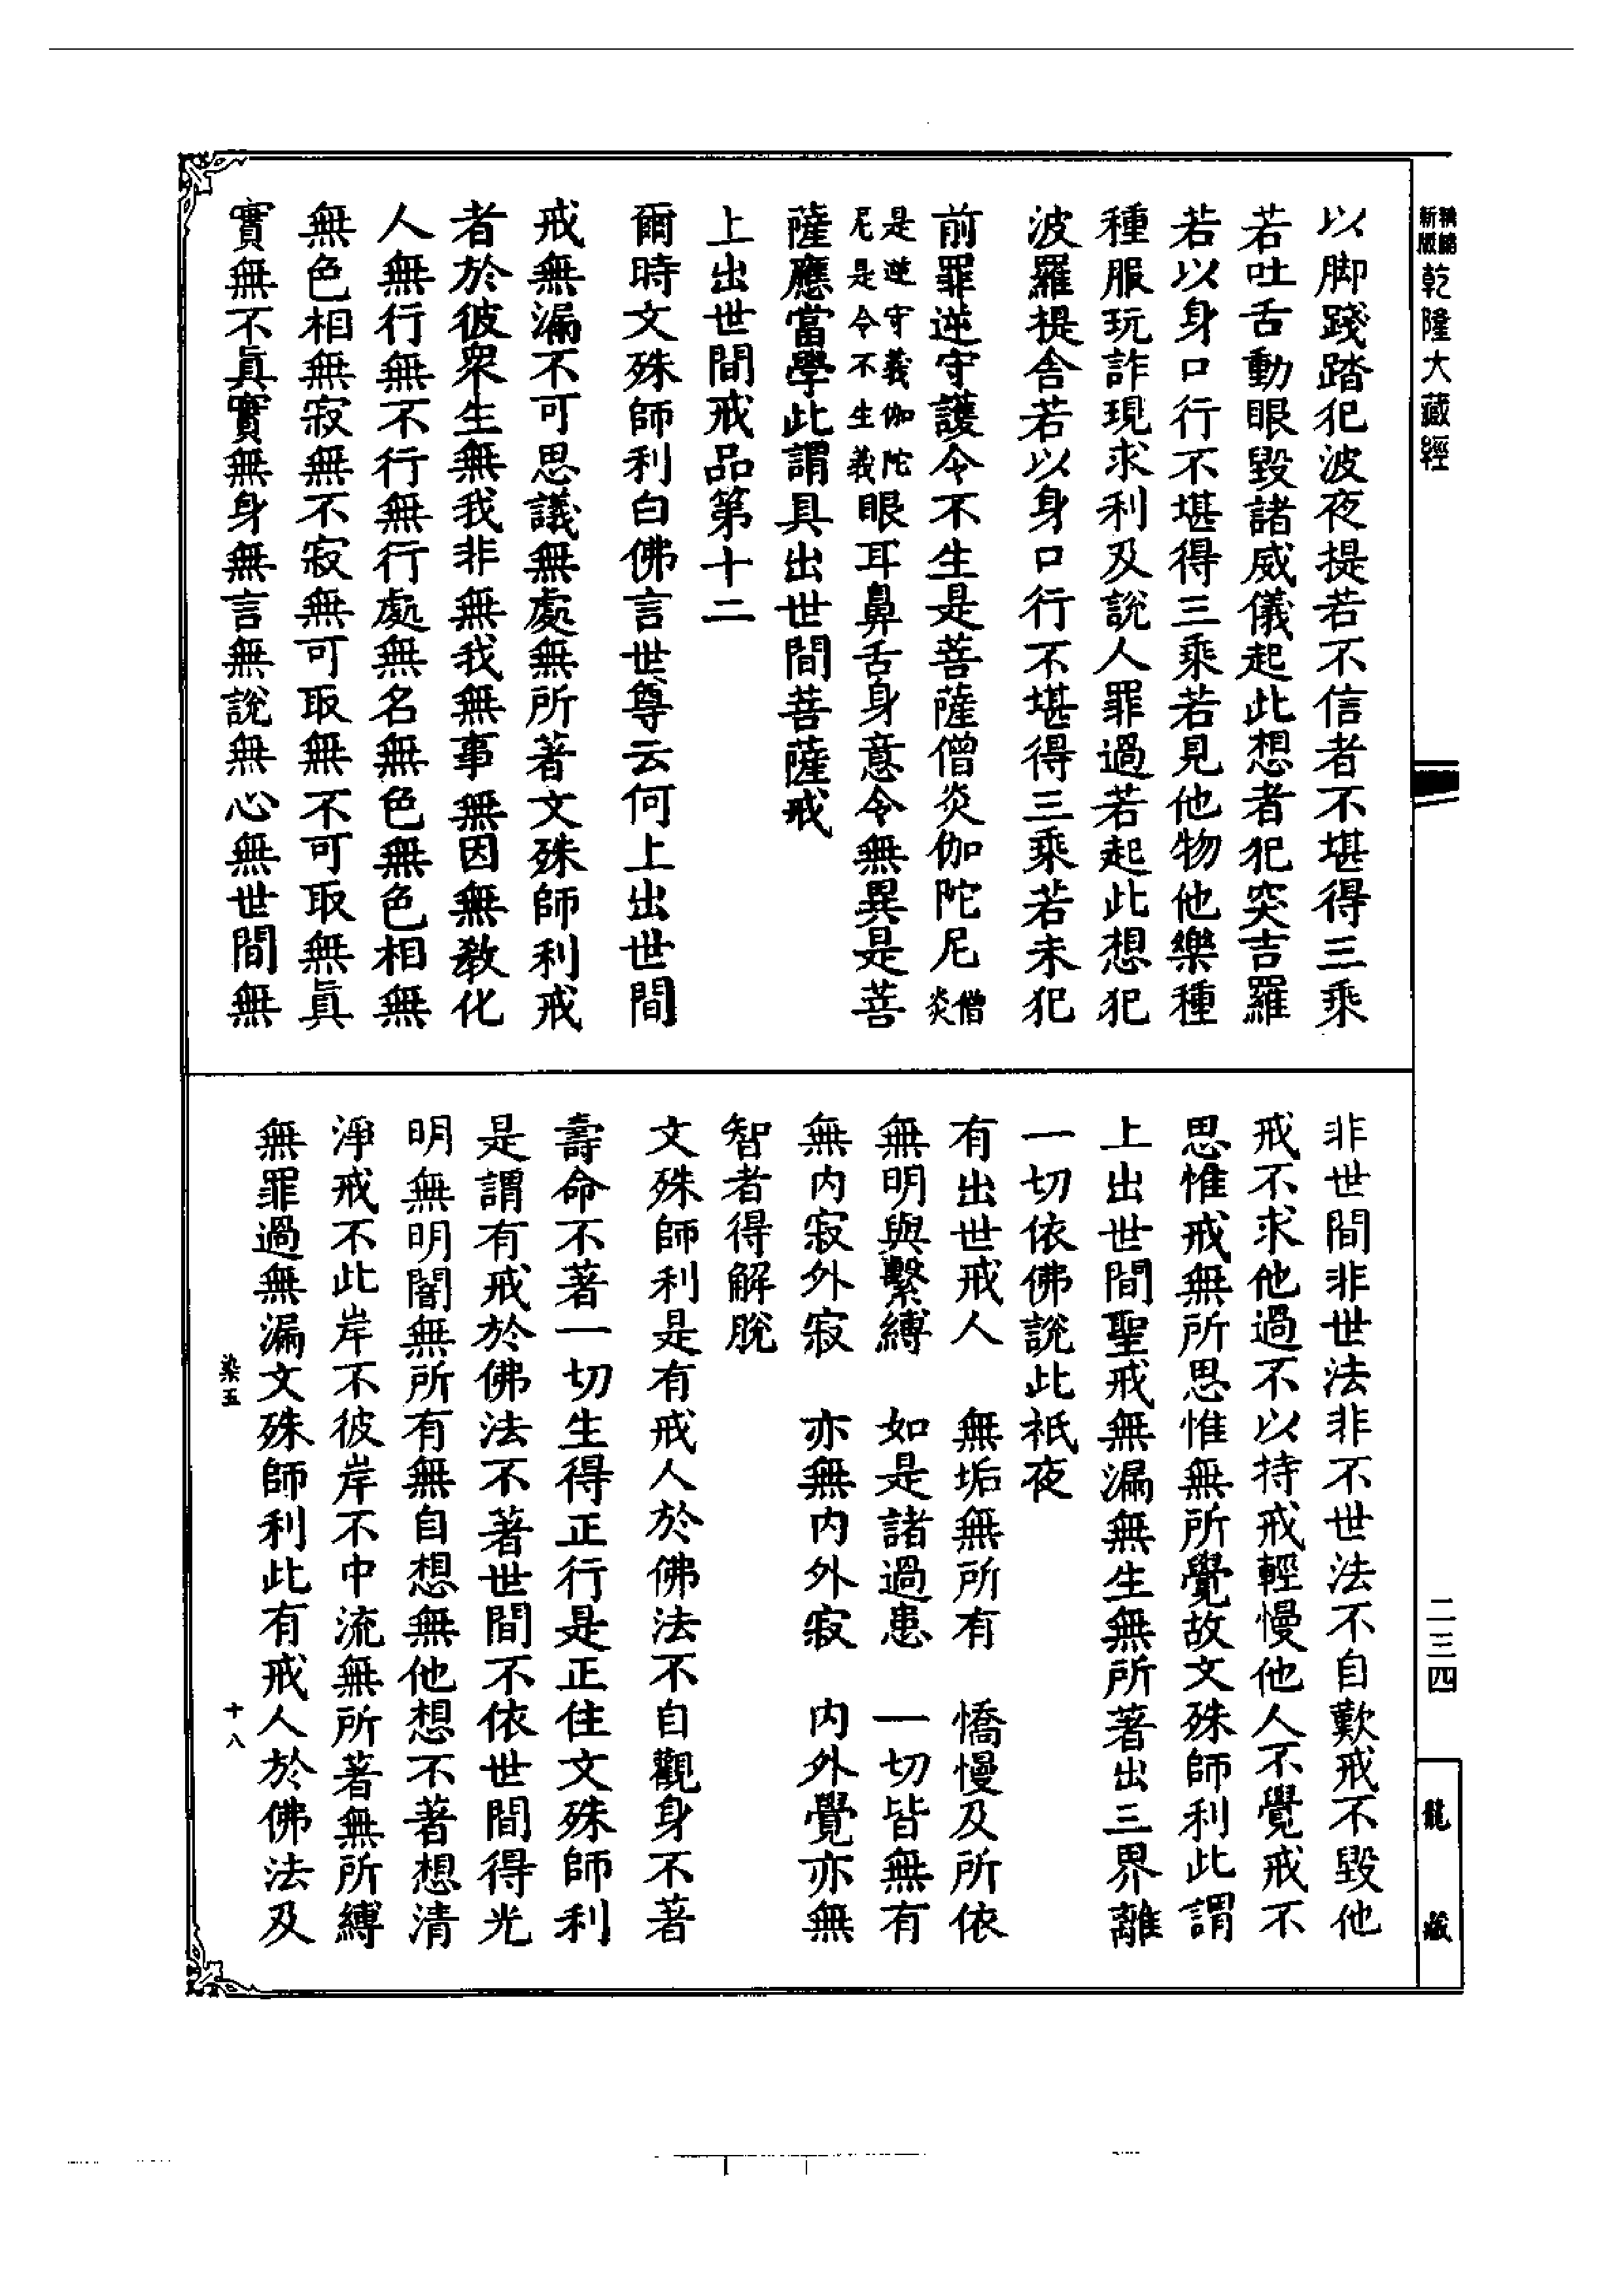 新版精縮乾隆大藏經
二三四
龍藏
以脚踐踏犯波夜提若不信者不堪得三乘
若吐舌動眼毀諸威儀起此想者犯突吉羅
若以身口行不堪得三乘若見他物他樂種
種服玩詐現求利及說人罪過若起此想犯
波羅提舍若以身口行不堪得三乘若未犯
前罪逆守護令不生是菩薩僧炎伽陀尼僧炎
是逆守義伽陀尼是令不生義眼耳鼻舌身意令無異是菩
薩應當學此謂具出世間菩薩戒
上出世間戒品第十二
爾時文殊師利白佛言世尊云何上出世間
戒無漏不可思議無處無所著文殊師利戒
者於彼衆生無我非無我無事無因無教化
人無行無不行無行處無名無色無色相無
無色相無寂無不寂無可取無不可取無眞
實無不眞實無身無言無說無心無世間無
非世間非世法非不世法不自歎戒不毀他
戒不求他過不以持戒輕慢他人不覺戒不
思惟戒無所思惟無所覺故文殊師利此謂
上出世間聖戒無漏無生無所著出三界離
一切依佛說此祇夜
有出世戒人　無垢無所有　憍慢及所依
無明與繫縛　如是諸過患　一切皆無有
無内寂外寂　亦無内外寂　内外覺亦無
智者得解脫
文殊師利是有戒人於佛法不自觀身不著
壽命不著一切生得正行是正住文殊師利
是謂有戒於佛法不著世間不依世間得光
明無明闇無所有無自想無他想不著想清
淨戒不此岸不彼岸不中流無所著無所縛
無罪過無漏文殊師利此有戒人於佛法及
染五　十八